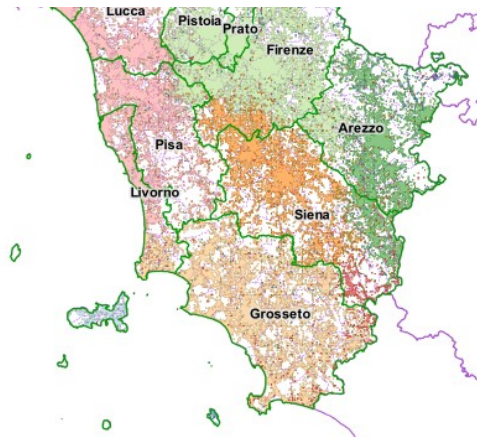 Lucca
Pistoia
Prato
Firenze
Arezzo
Pisa
Livorno
Siena
Grosseto